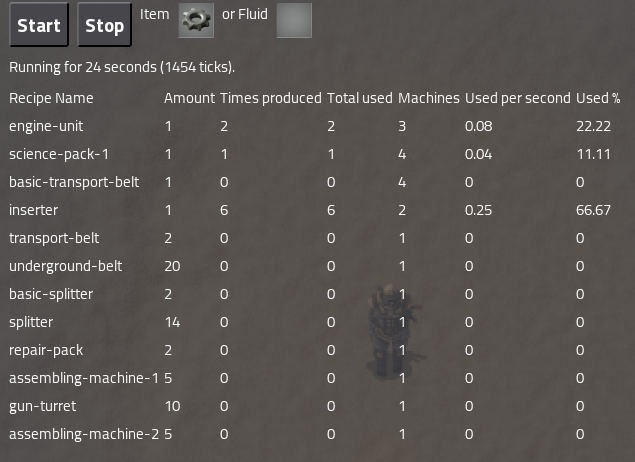 Start Stop Item or Fluid
Running for 24 seconds (1454 ticks).
Recipe Name Amount Times produced Total used Machines Used per second Used %
engine-unit 1 2 2 3 0.08 22.22
science-pack-1 1 1 1 4 0.04 11.11
basic-transport-belt 1 0 0 4 0 0
inserter 1 6 6 2 0.25 66.67
transport-belt 2 0 0 1 0 0
underground-belt 20 0 0 1 0 0
basic-splitter 2 0 0 1 0 0
splitter 14 0 0 1 0 0
repair-pack 2 0 0 1 0 0
assembling-machine-1 5 0 0 1 0 0
gun-turret 10 0 0 1 0 0
assembling-machine-2 5 0 0 1 0 0